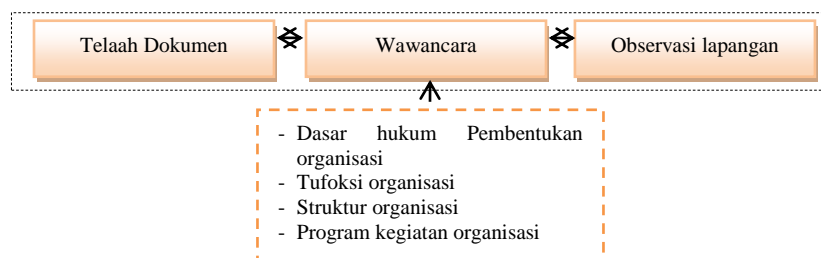 Telaah Dokumen
Wawancara
Observasi lapangan
- Dasar hukum Pembentukan
organisasi
- Tufoksi organisasi
- Struktur organisasi
- Program kegiatan organisasi